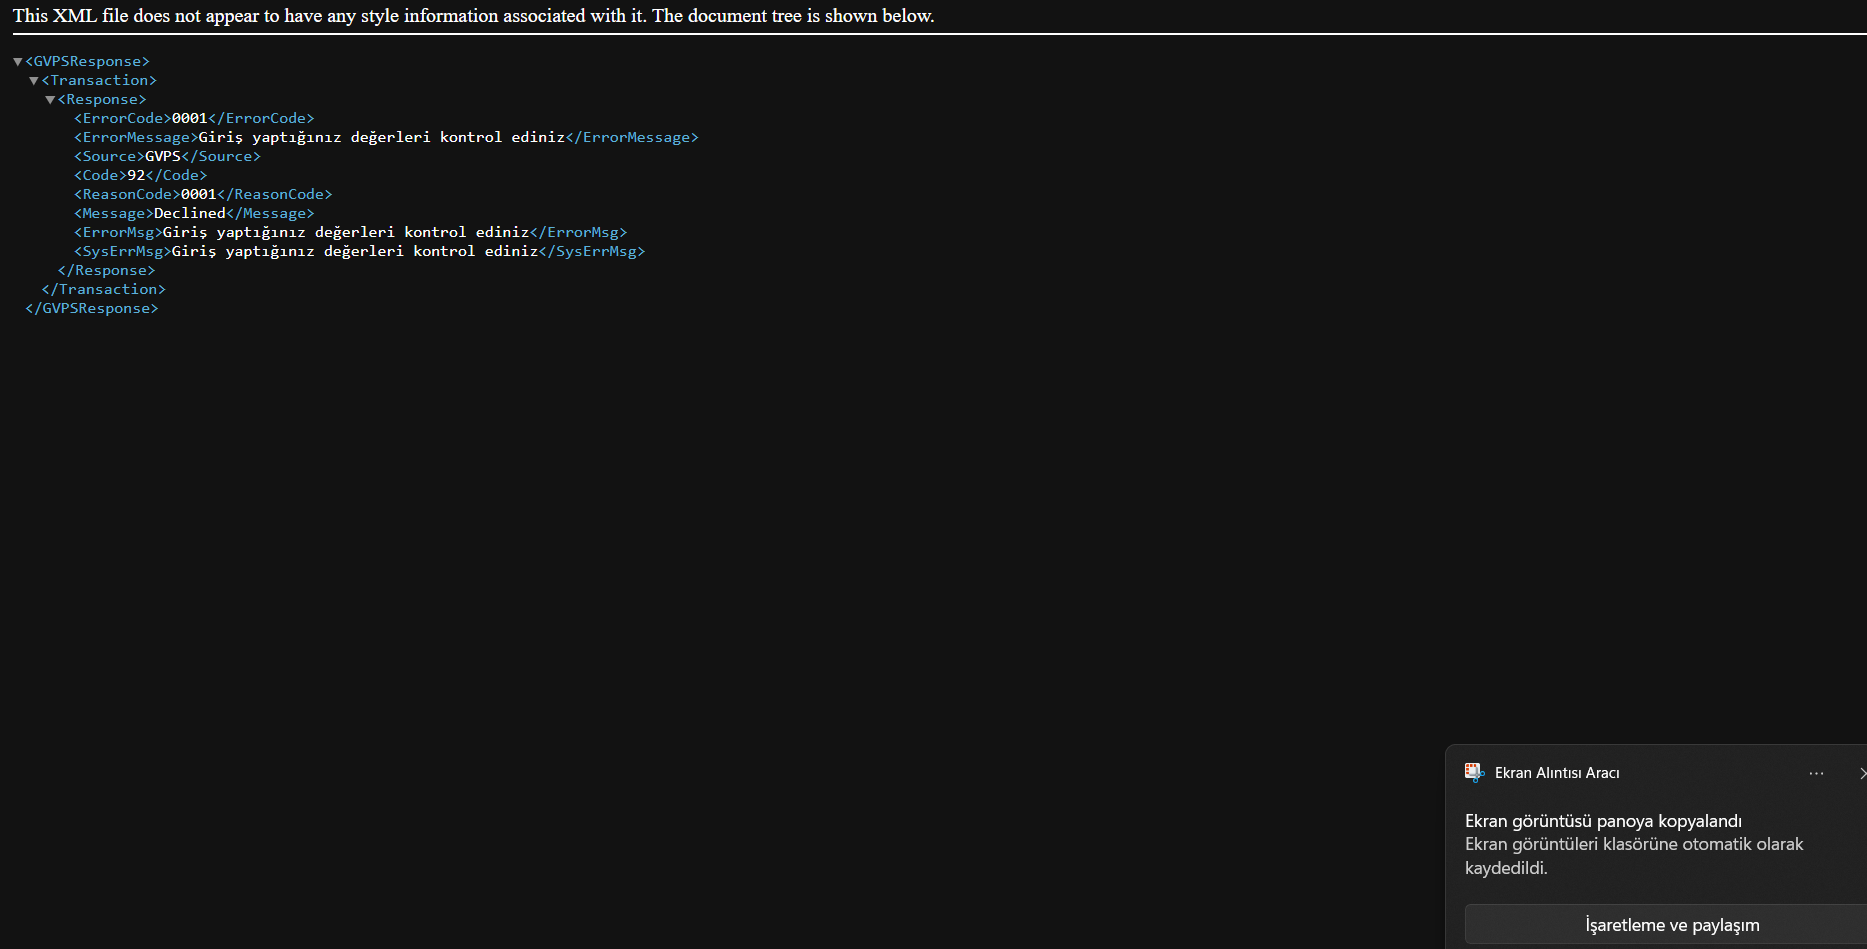 This XML file does not appear to have any style information associated with it. The document tree is shown below.
▼<GVPSResponse>
▼<Transaction>
▼<Response>
<ErrorCode>0001</ErrorCode>
<ErrorMessage>Giriş yaptığınız değerleri kontrol ediniz</ErrorMessage>
<Source>GVPS</Source>
<Code>92</Code>
<ReasonCode>0001</ReasonCode>
<Message>Declined</Message>
<ErrorMsg>Giriş yaptığınız değerleri kontrol ediniz</ErrorMsg>
<SysErrMsg>Giriş yaptığınız değerleri kontrol ediniz</SysErrMsg>
</Response>
</Transaction>
</GVPSResponse>
Ekran Alıntısı Aracı
Ekran görüntüsü panoya kopyalandı
Ekran görüntüleri klasörüne otomatik olarak
kaydedildi.
İşaretleme ve paylaşım